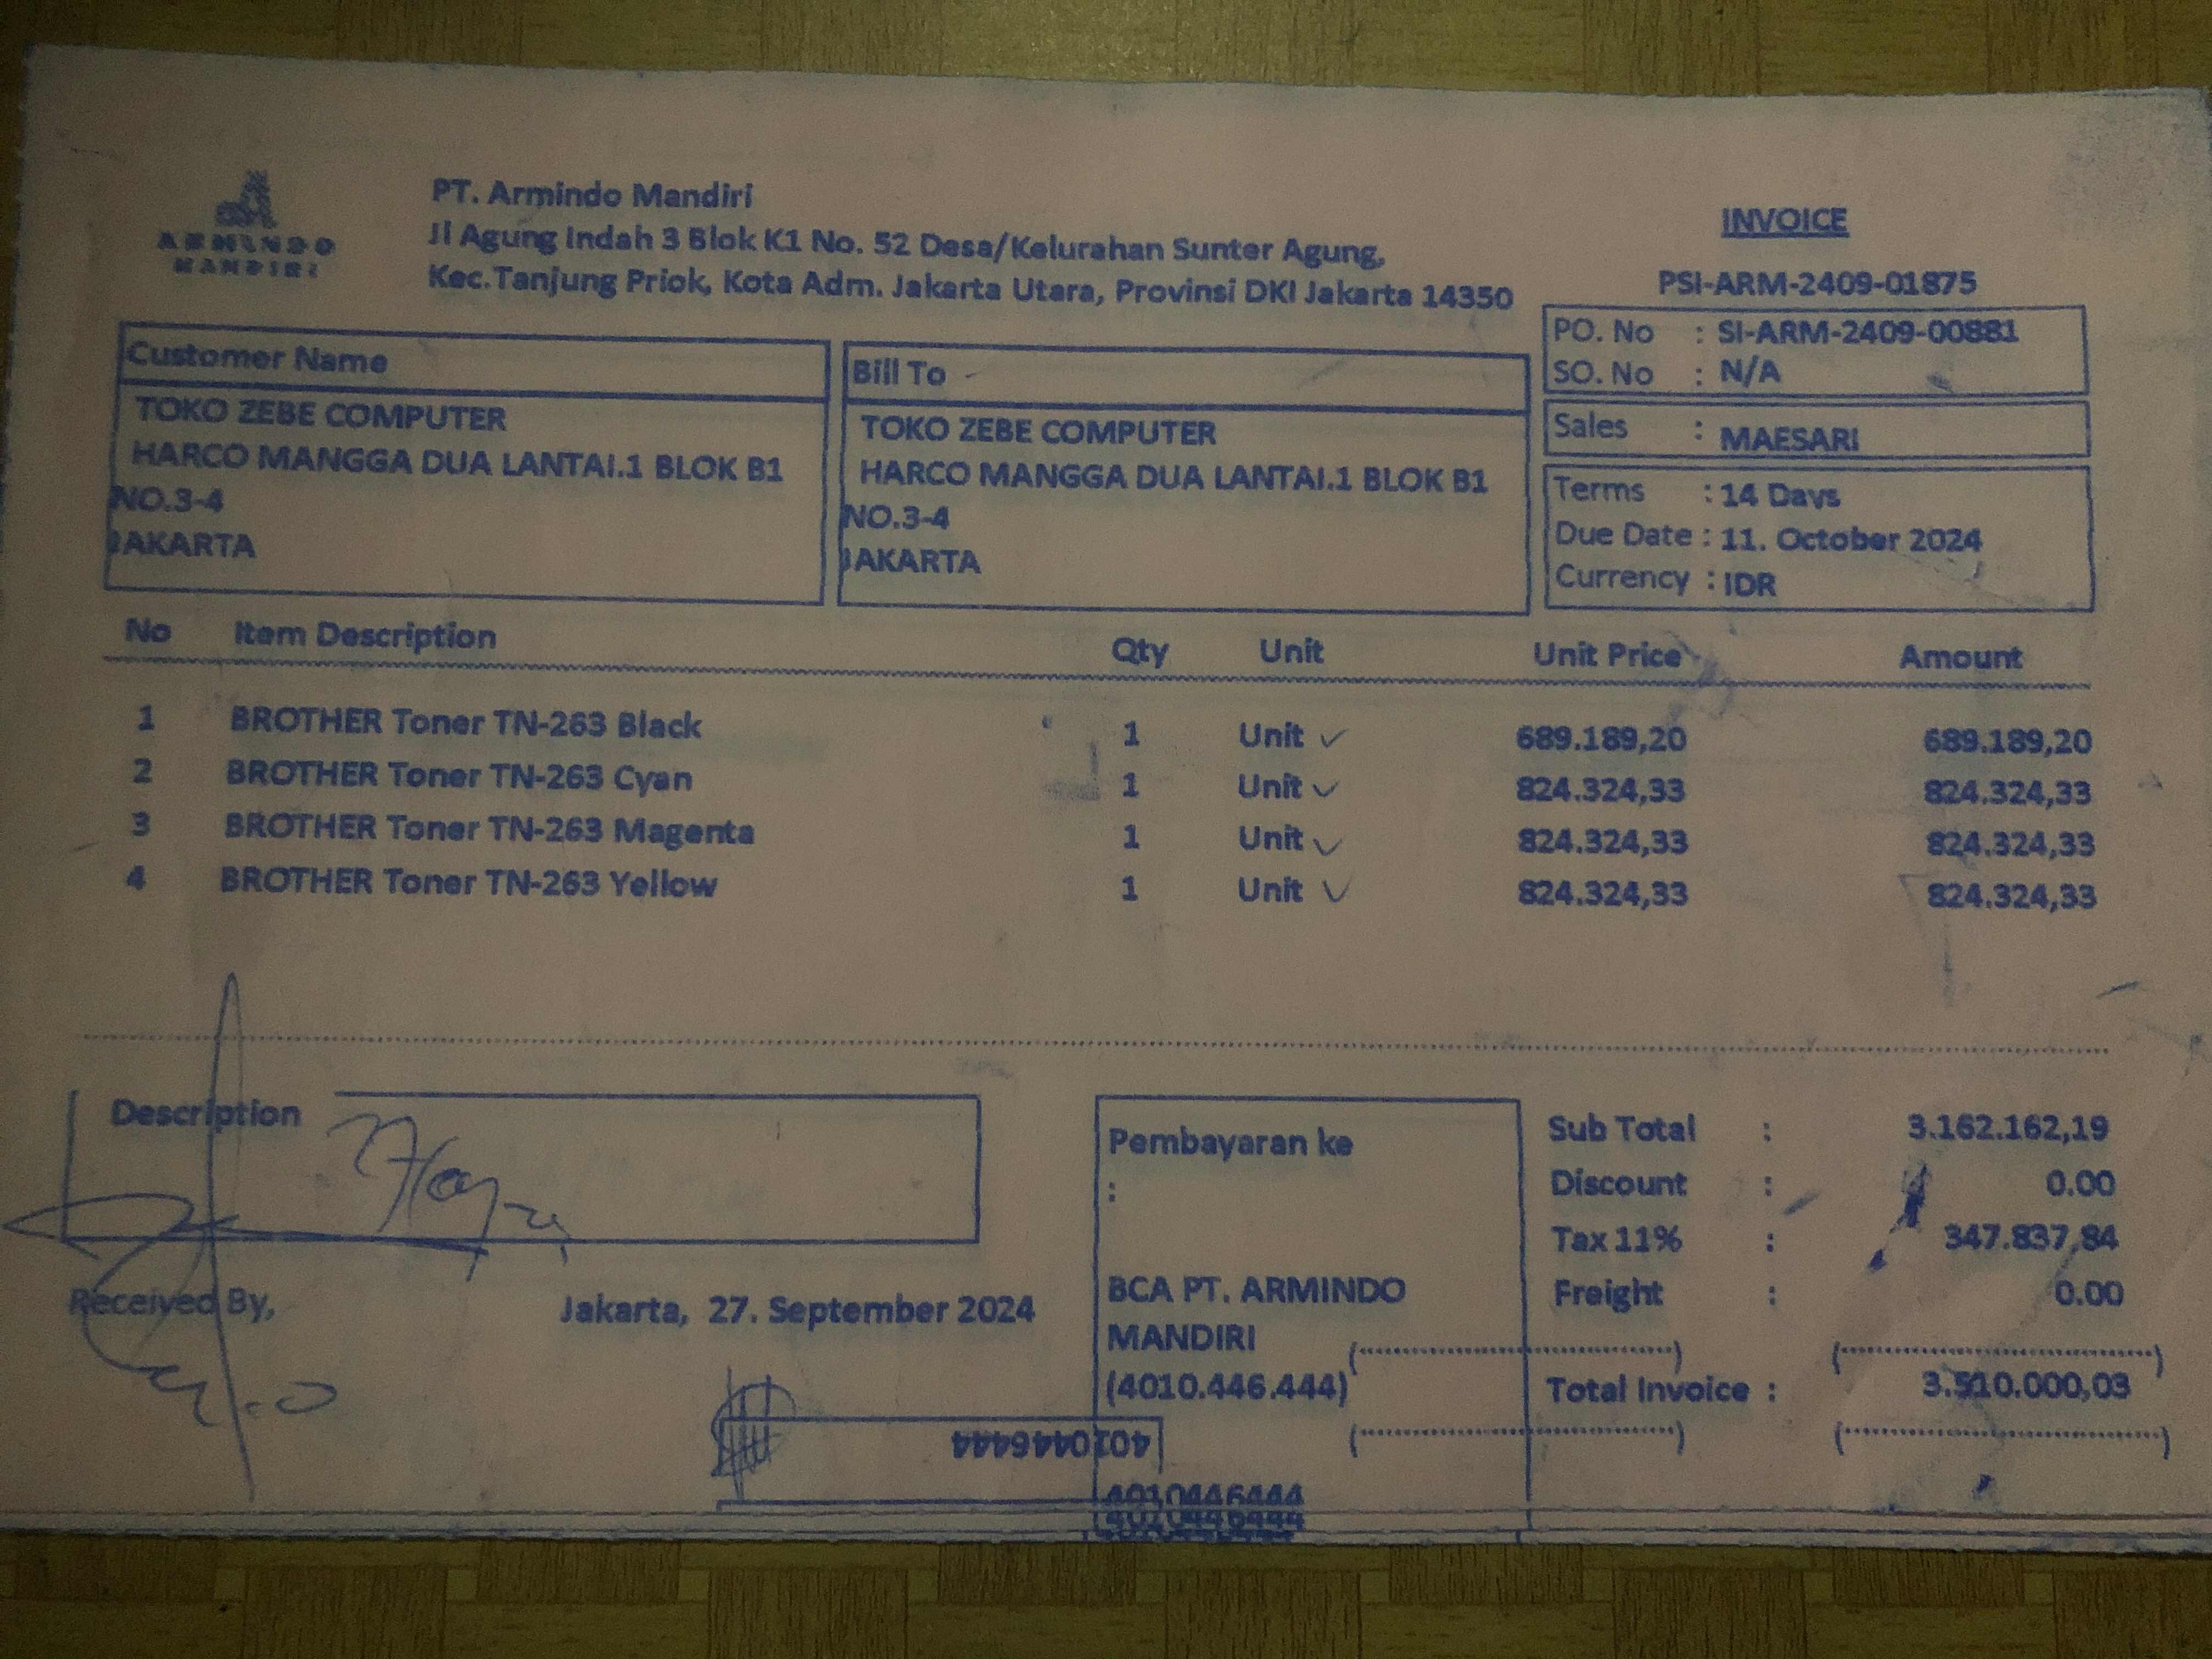 ARMINDO
MANDIRI
PT. Armindo Mandiri
Jl Agung Indah 3 Blok K1 No. 52 Desa/Kelurahan Sunter Agung,
Kec.Tanjung Priok, Kota Adm. Jakarta Utara, Provinsi DKI Jakarta 14350
INVOICE
PSI-ARM-2409-01875
PO. No : SI-ARM-2409-00881
SO. No : N/A
Sales : MAESARI
Terms : 14 Days
Due Date : 11. October 2024
Currency : IDR
Customer Name
TOKO ZEBE COMPUTER
HARCO MANGGA DUA LANTAI.1 BLOK B1
NO.3-4
JAKARTA
Bill To
TOKO ZEBE COMPUTER
HARCO MANGGA DUA LANTAI.1 BLOK B1
NO.3-4
JAKARTA
No Item Description Qty Unit Unit Price Amount
1 BROTHER Toner TN-263 Black 1 Unit 689.189,20 689.189,20
2 BROTHER Toner TN-263 Cyan 1 Unit 824.324,33 824.324,33
3 BROTHER Toner TN-263 Magenta 1 Unit 824.324,33 824.324,33
4 BROTHER Toner TN-263 Yellow 1 Unit 824.324,33 824.324,33
Description
Received By,
Jakarta, 27. September 2024
Pembayaran ke
:
BCA PT. ARMINDO
MANDIRI
(4010.446.444)
4010446444
4010446444
4010446444
Sub Total : 3.162.162,19
Discount : 0.00
Tax 11% : 347.837,84
Freight : 0.00
Total Invoice : 3.510.000,03